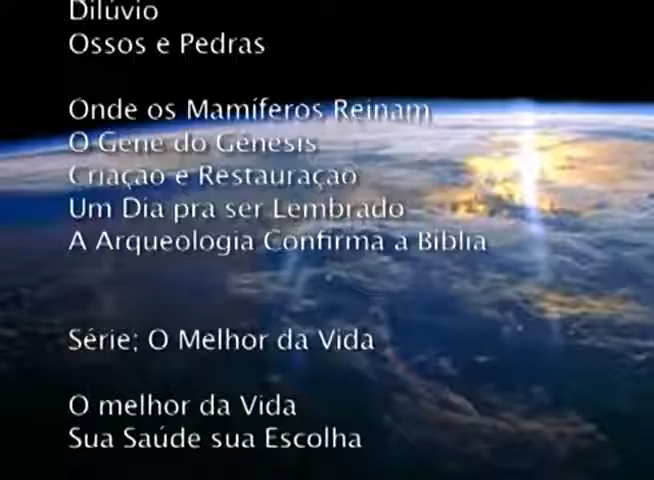 Dilúvio
Ossos e Pedras
Onde os Mamíferos Reinam
O Gene do Gênesis
Criação e Restauração
Um Dia pra ser Lembrado
A Arqueologia Confirma a Bíblia
Série; O Melhor da Vida
O melhor da Vida
Sua Saúde sua Escolha